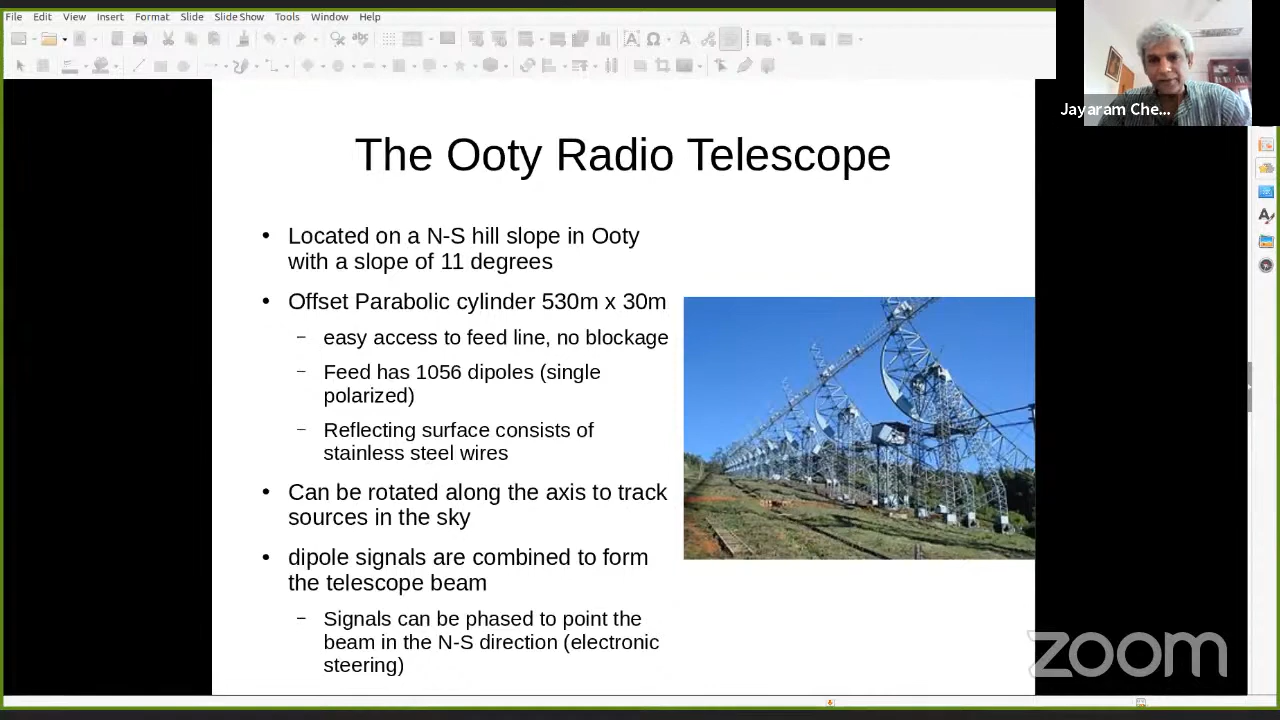 File Edit View Insert Format Slide Slide Show Tools Window Help
Jayaram Che...
The Ooty Radio Telescope
• Located on a N-S hill slope in Ooty
with a slope of 11 degrees
• Offset Parabolic cylinder 530m x 30m
– easy access to feed line, no blockage
– Feed has 1056 dipoles (single
polarized)
– Reflecting surface consists of
stainless steel wires
• Can be rotated along the axis to track
sources in the sky
• dipole signals are combined to form
the telescope beam
– Signals can be phased to point the
beam in the N-S direction (electronic
steering)
zoom